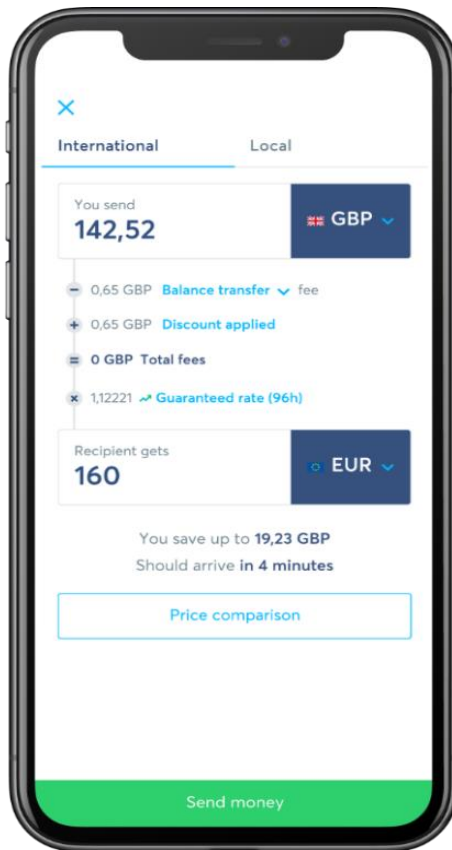 International Local
You send
142,52
GBP
0,65 GBP Balance transfer fee
0,65 GBP Discount applied
= 0 GBP Total fees
× 1,12221 Guaranteed rate (96h)
Recipient gets
160
EUR
You save up to 19,23 GBP
Should arrive in 4 minutes
Price comparison
Send money